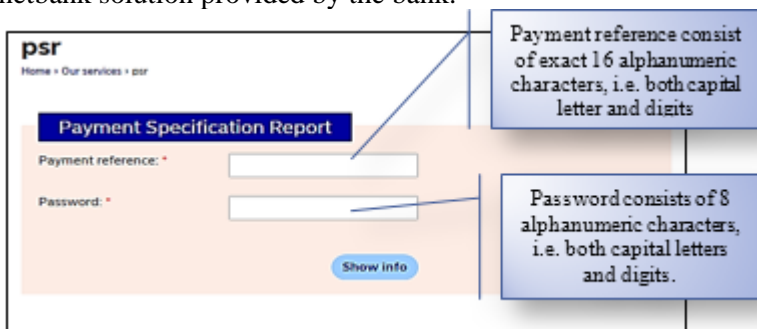 netbank solution provided by the bank.
psr
Home › Our services › psr
Payment Specification Report
Payment reference: *
Password: *
Show info
Payment reference consist
of exact 16 alphanumeric
characters, i.e. both capital
letter and digits
Password consists of 8
alphanumeric characters,
i.e. both capital letters
and digits.